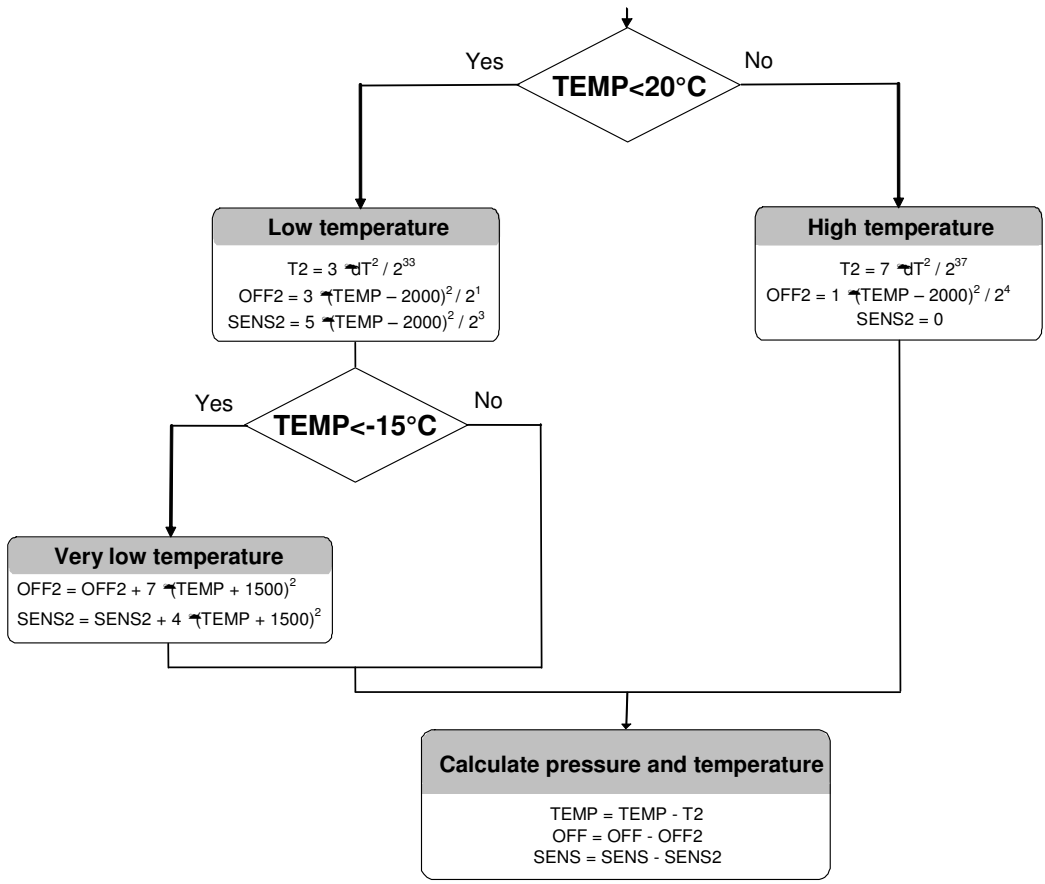 Yes
No
TEMP<20°C
Low temperature
T2 = 3 dT² / 2³³
OFF2 = 3 (TEMP – 2000)² / 2¹
SENS2 = 5 (TEMP – 2000)² / 2³
High temperature
T2 = 7 dT² / 2³⁷
OFF2 = 1 (TEMP – 2000)² / 2⁴
SENS2 = 0
Yes
No
TEMP<-15°C
Very low temperature
OFF2 = OFF2 + 7 (TEMP + 1500)²
SENS2 = SENS2 + 4 (TEMP + 1500)²
Calculate pressure and temperature
TEMP = TEMP - T2
OFF = OFF - OFF2
SENS = SENS - SENS2